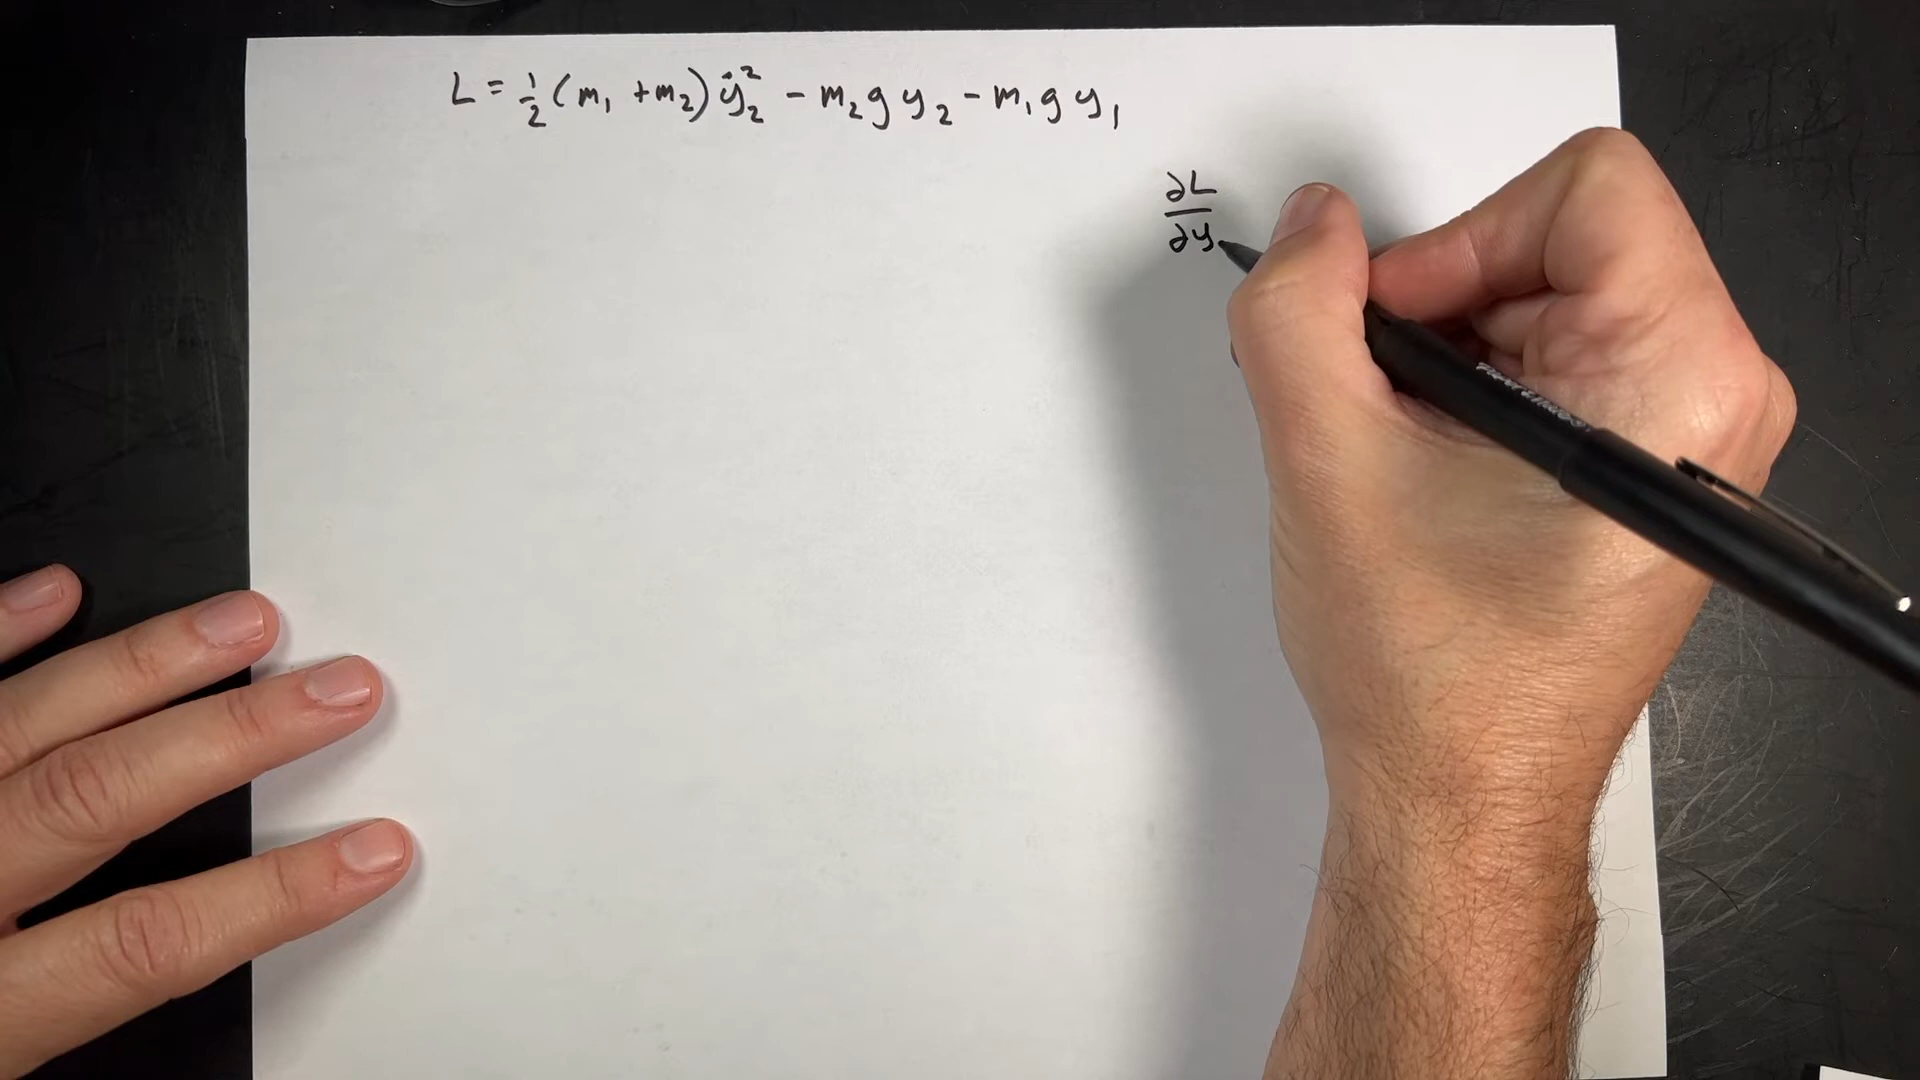 L = ½ (m₁ + m₂) ẏ₂² − m₂ g y₂ − m₁ g y₁
∂L
∂y